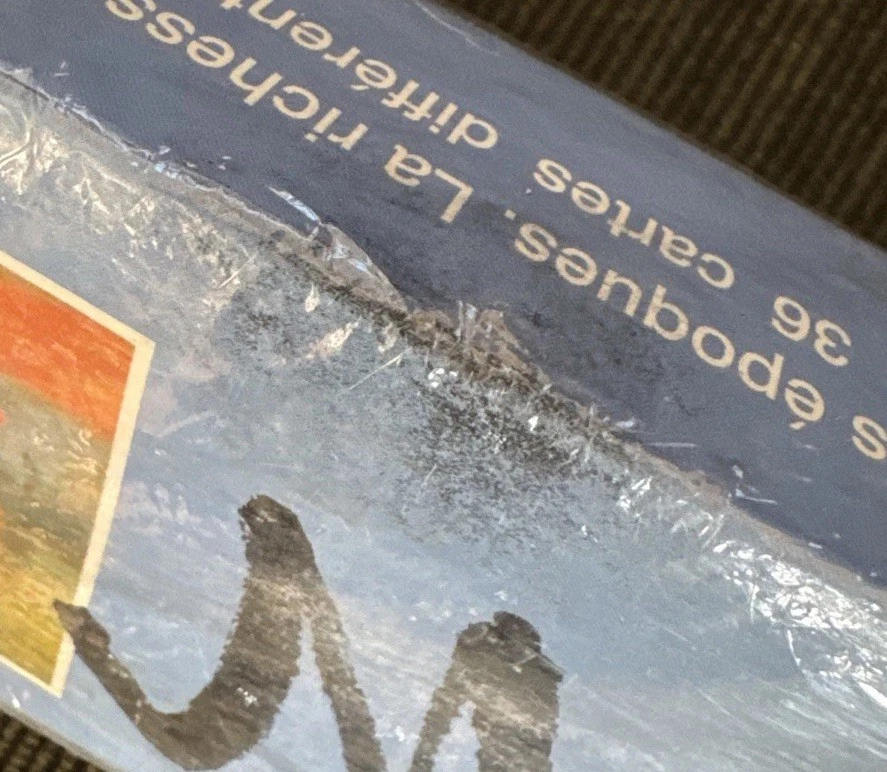 s époques. La richess
36 cartes différent